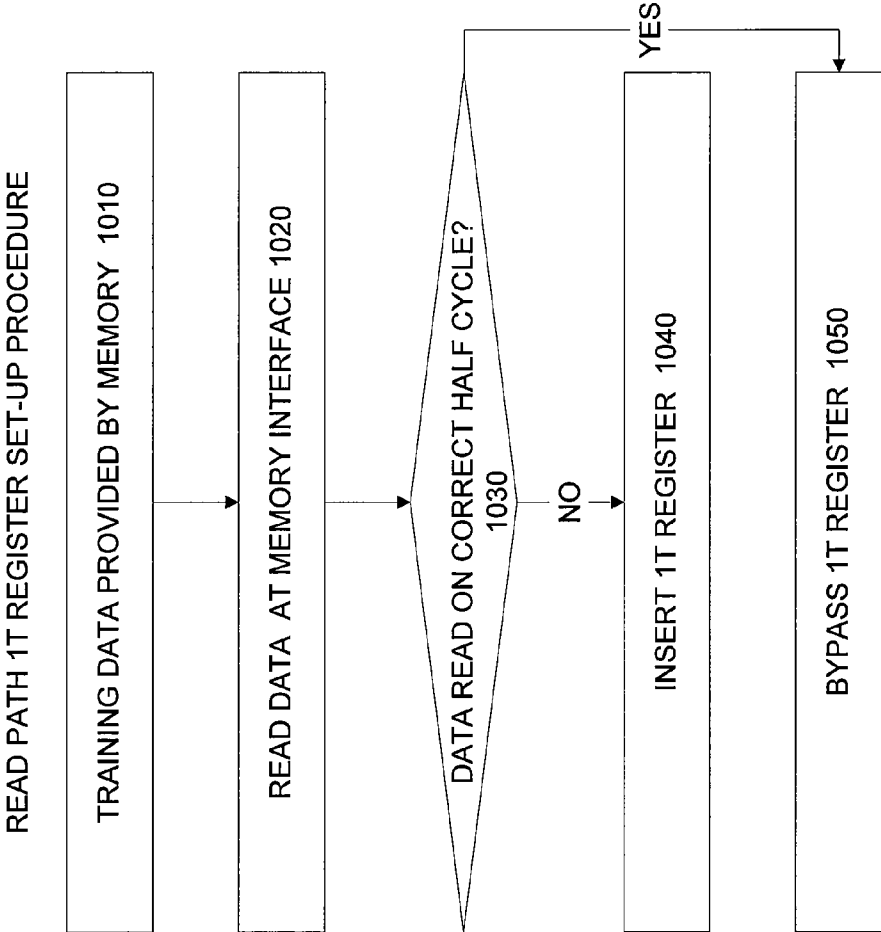 READ PATH 1T REGISTER SET-UP PROCEDURE
TRAINING DATA PROVIDED BY MEMORY 1010
READ DATA AT MEMORY INTERFACE 1020
DATA READ ON CORRECT HALF CYCLE?
1030
NO
YES
INSERT 1T REGISTER 1040
BYPASS 1T REGISTER 1050